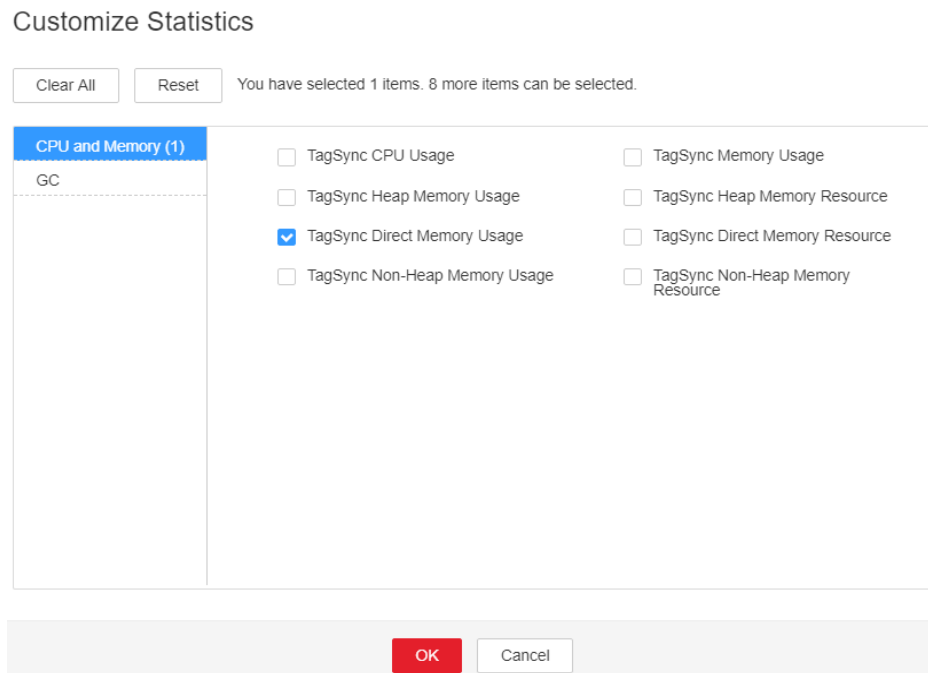 Customize Statistics
Clear All
Reset
You have selected 1 items. 8 more items can be selected.
CPU and Memory (1)
GC
TagSync CPU Usage
TagSync Memory Usage
TagSync Heap Memory Usage
TagSync Heap Memory Resource
TagSync Direct Memory Usage
TagSync Direct Memory Resource
TagSync Non-Heap Memory Usage
TagSync Non-Heap Memory
Resource
OK
Cancel